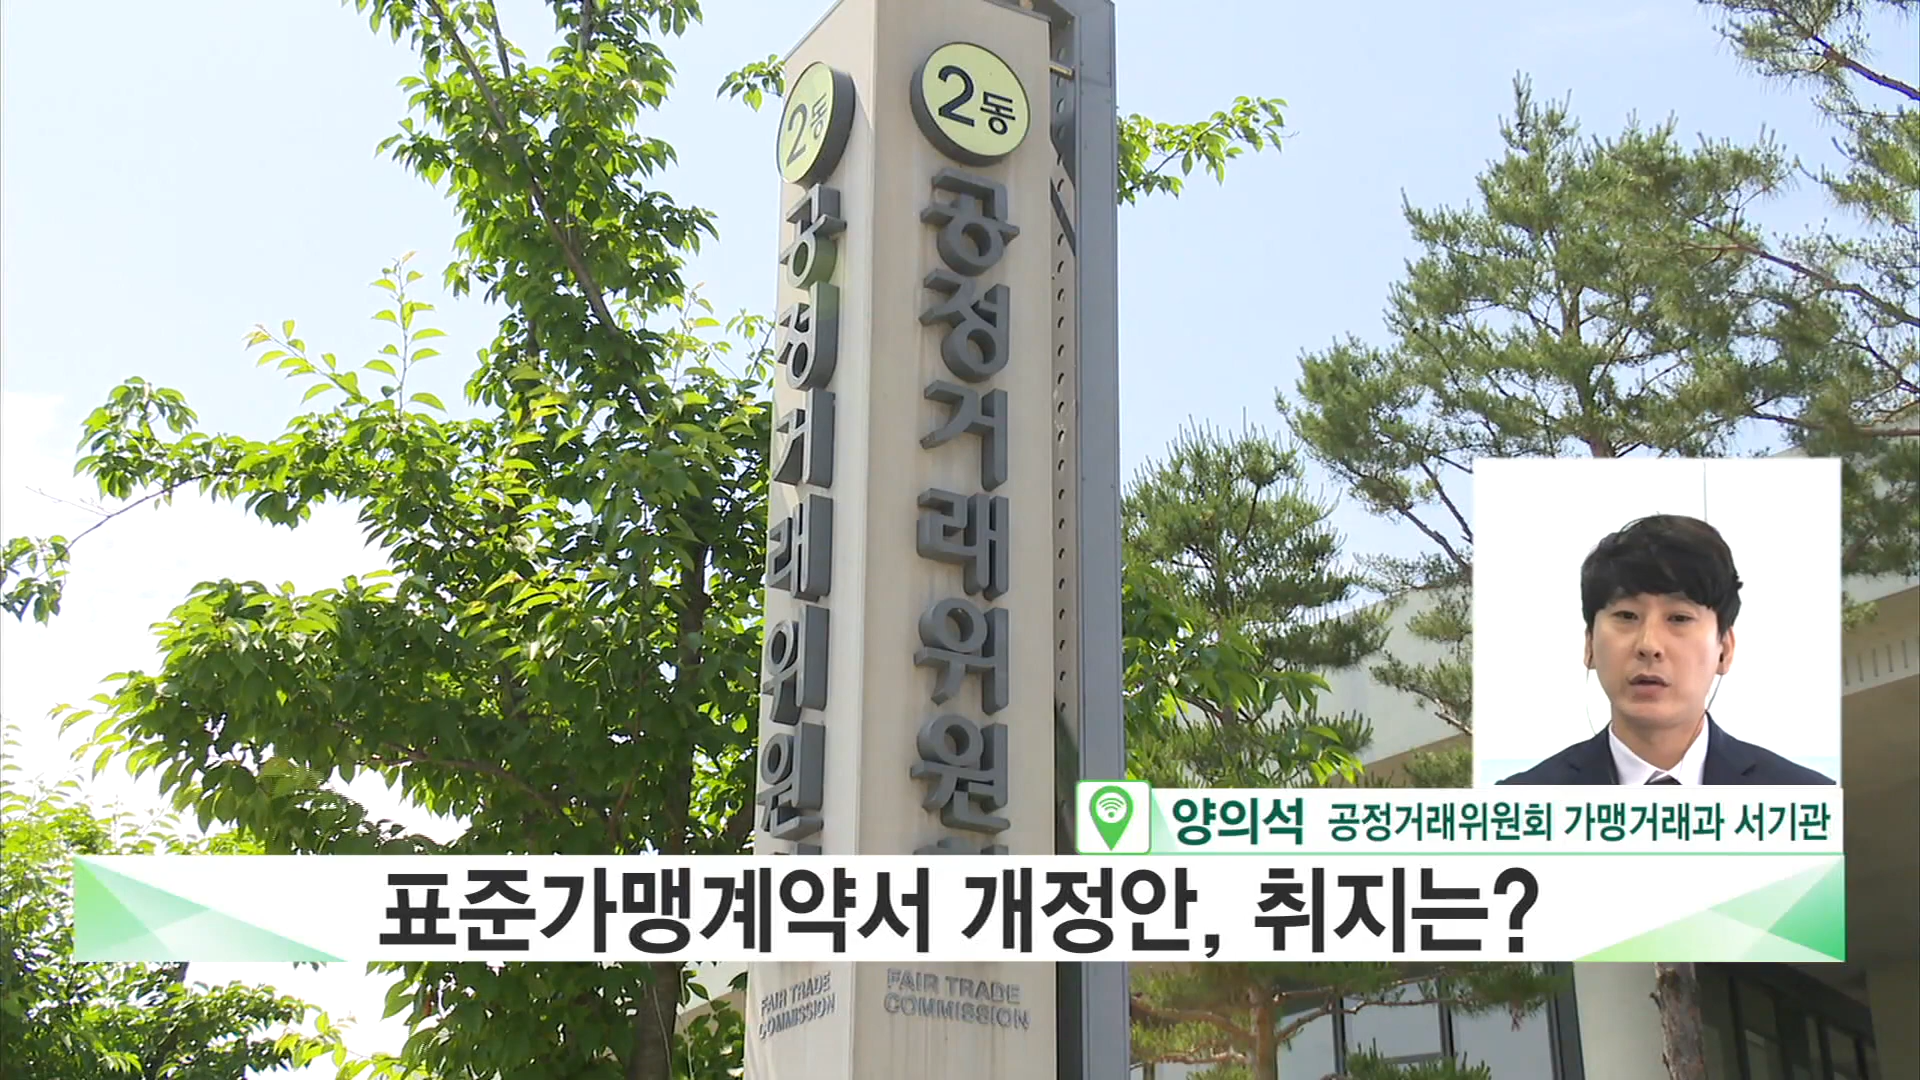 2동
공정거래위원
2동
공정거래위원회
양의석 공정거래위원회 가맹거래과 서기관
표준가맹계약서 개정안, 취지는?
FAIR TRADE
COMMISSION
FAIR TRADE
COMMISSION